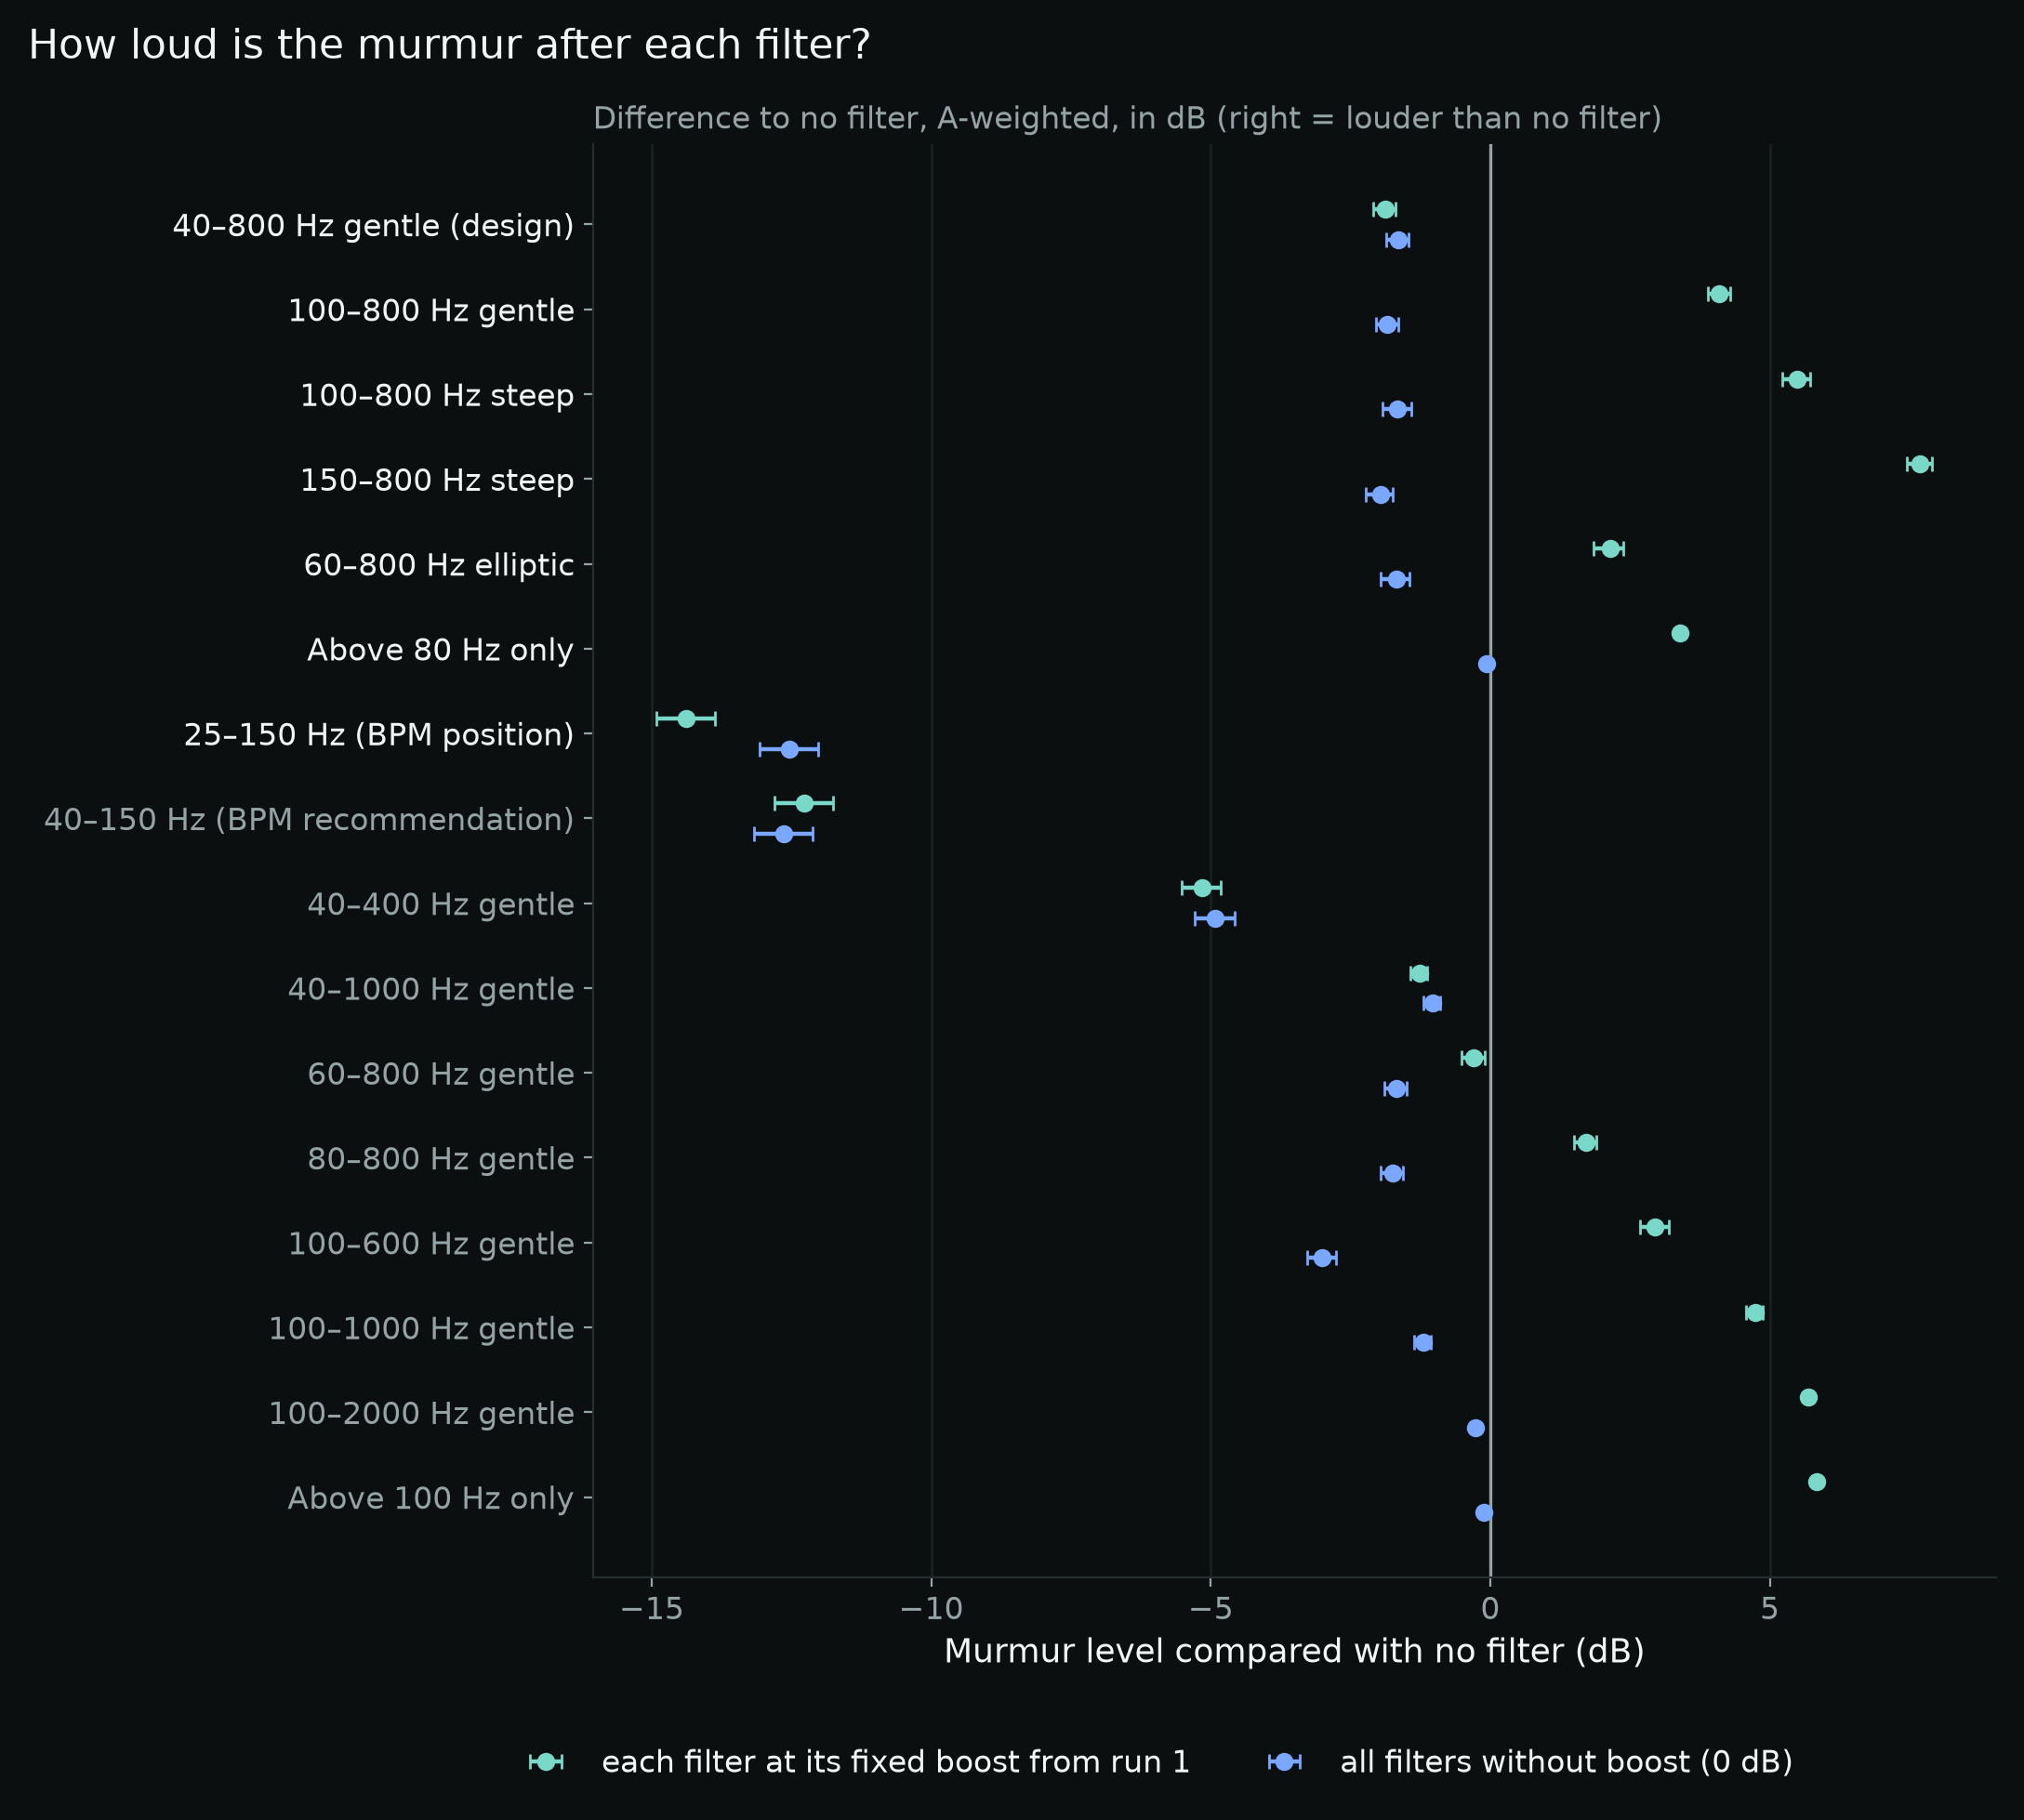 How loud is the murmur after each filter?
Difference to no filter, A-weighted, in dB (right = louder than no filter)
40–800 Hz gentle (design)
100–800 Hz gentle
100–800 Hz steep
150–800 Hz steep
60–800 Hz elliptic
Above 80 Hz only
25–150 Hz (BPM position)
40–150 Hz (BPM recommendation)
40–400 Hz gentle
40–1000 Hz gentle
60–800 Hz gentle
80–800 Hz gentle
100–600 Hz gentle
100–1000 Hz gentle
100–2000 Hz gentle
Above 100 Hz only
−15 −10 −5 0 5
Murmur level compared with no filter (dB)
each filter at its fixed boost from run 1 all filters without boost (0 dB)